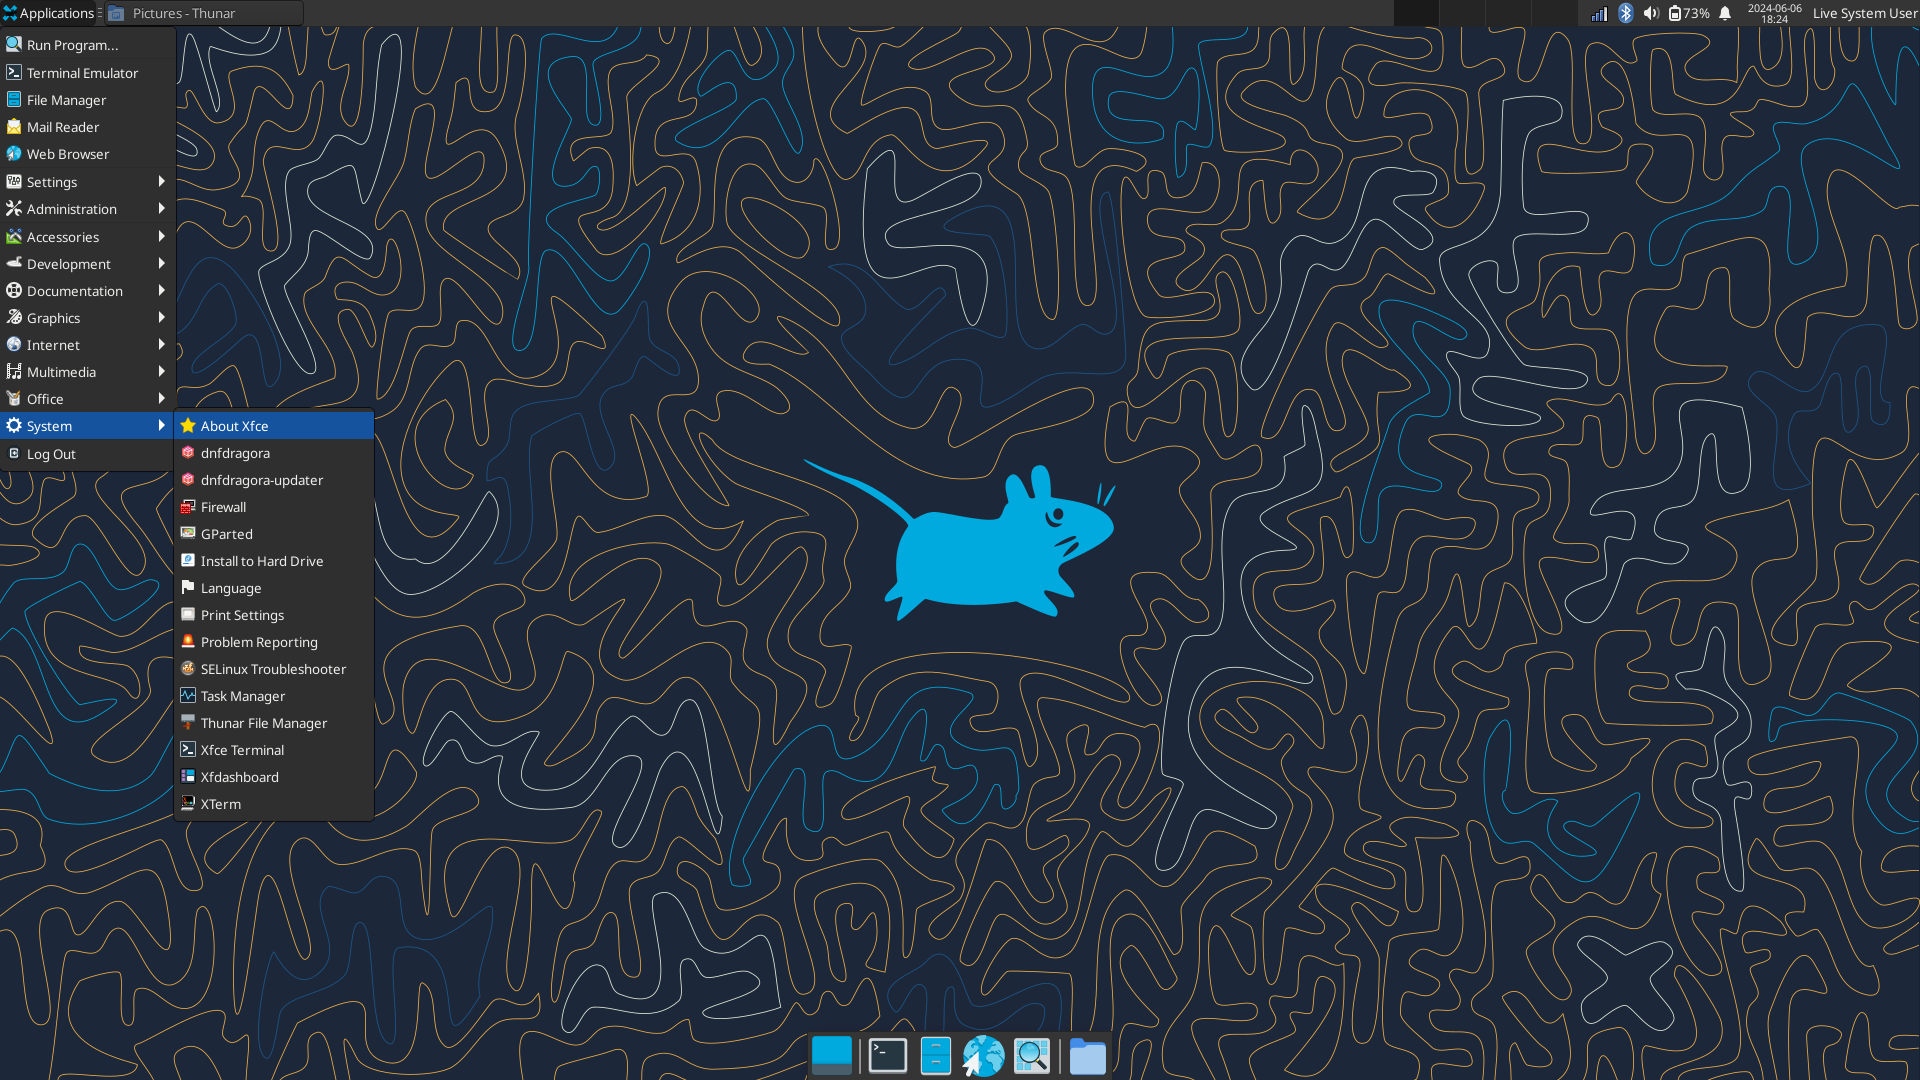 Applications
Pictures - Thunar
73%
2024-06-06
18:24
Live System User
Run Program...
Terminal Emulator
File Manager
Mail Reader
Web Browser
Settings
Administration
Accessories
Development
Documentation
Graphics
Internet
Multimedia
Office
System
Log Out
About Xfce
dnfdragora
dnfdragora-updater
Firewall
GParted
Install to Hard Drive
Language
Print Settings
Problem Reporting
SELinux Troubleshooter
Task Manager
Thunar File Manager
Xfce Terminal
Xfdashboard
XTerm